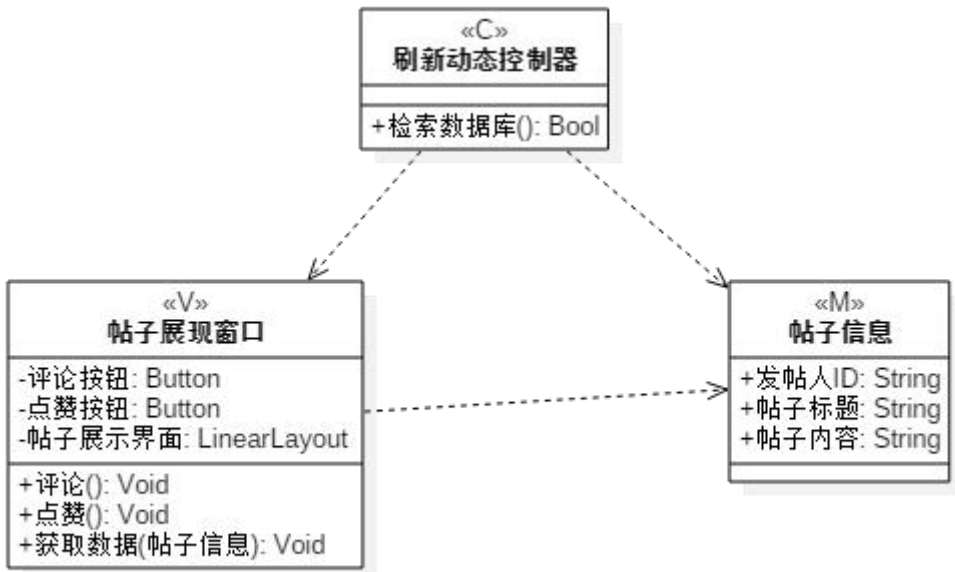 «C»
刷新动态控制器
+检索数据库(): Bool
«V»
帖子展现窗口
-评论按钮: Button
-点赞按钮: Button
-帖子展示界面: LinearLayout
+评论(): Void
+点赞(): Void
+获取数据(帖子信息): Void
«M»
帖子信息
+发帖人ID: String
+帖子标题: String
+帖子内容: String